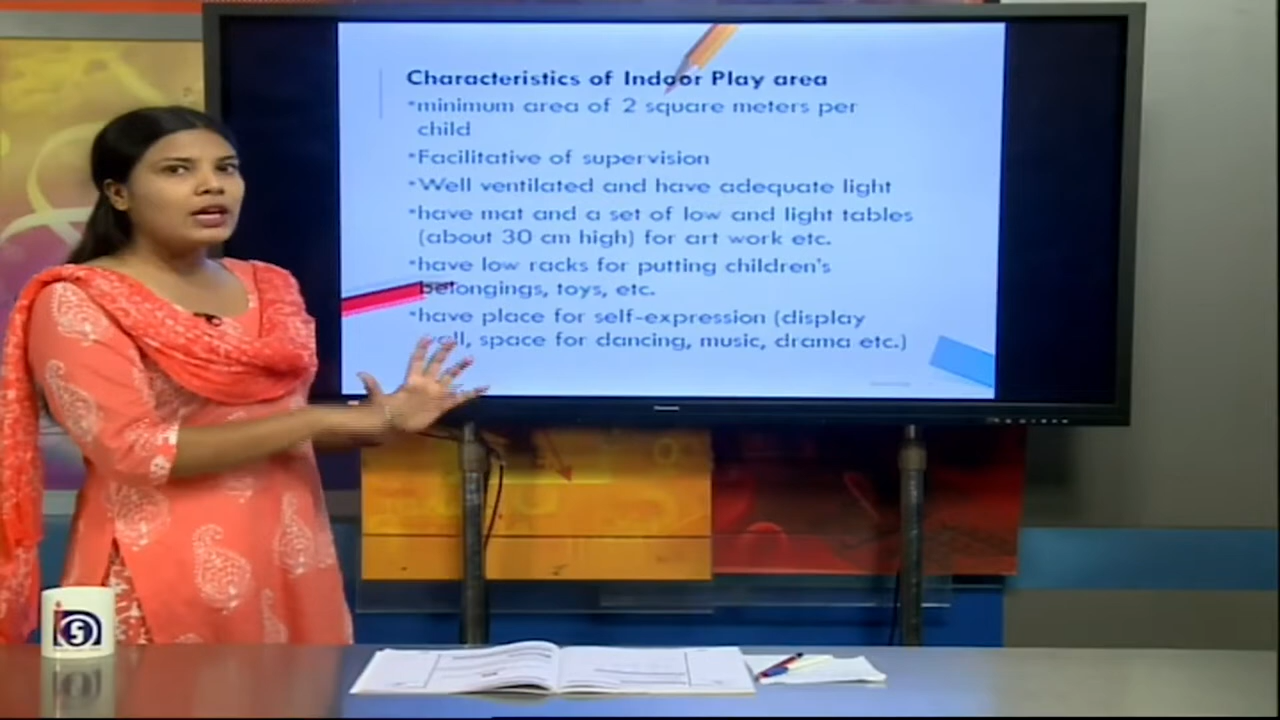 Characteristics of Indoor Play area
•minimum area of 2 square meters per
child
•Facilitative of supervision
•Well ventilated and have adequate light
•have mat and a set of low and light tables
(about 30 cm high) for art work etc.
•have low racks for putting children's
belongings, toys, etc.
•have place for self-expression (display
wall, space for dancing, music, drama etc.)